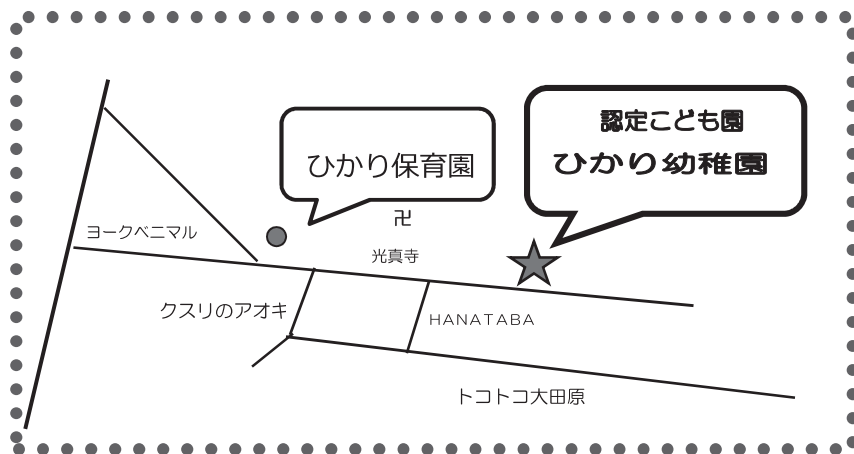 認定こども園
ひかり幼稚園
ひかり保育園
卍
ヨークベニマル
光真寺
クスリのアオキ
HANATABA
トコトコ大田原